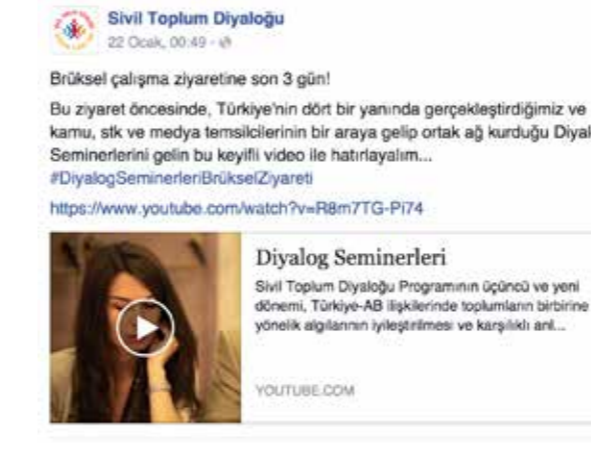 Sivil Toplum Diyaloğu
22 Ocak, 00:49
Brüksel çalışma ziyaretine son 3 gün!
Bu ziyaret öncesinde, Türkiye'nin dört bir yanında gerçekleştirdiğimiz ve
kamu, stk ve medya temsilcilerinin bir araya gelip ortak ağ kurduğu Diyal
Seminerlerini gelin bu keyifli video ile hatırlayalım...
#DiyalogSeminerleriBrükselZiyareti
https://www.youtube.com/watch?v=R8m7TG-Pi74
Diyalog Seminerleri
Sivil Toplum Diyaloğu Programının üçüncü ve yeni
dönemi, Türkiye-AB ilişkilerinde toplumların birbirine
yönelik algılarının iyileştirilmesi ve karşılıklı anl...
YOUTUBE.COM